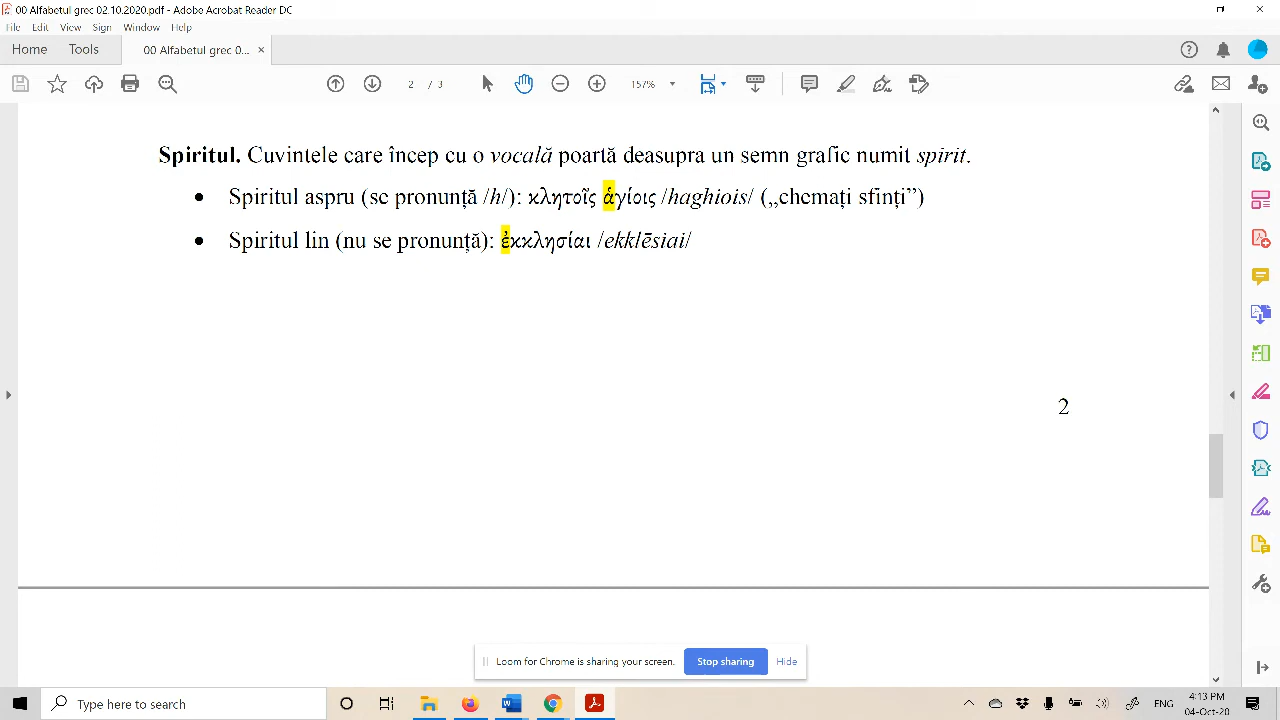 00 Alfabetul grec 02.10.2020.pdf - Adobe Acrobat Reader DC
File Edit View Sign Window Help
Home Tools 00 Alfabetul grec 0... ×
2 / 3 157%
Spiritul. Cuvintele care încep cu o vocală poartă deasupra un semn grafic numit spirit.
• Spiritul aspru (se pronunță /h/): κλητοῖς ἁγίοις /haghiois/ („chemați sfinți”)
• Spiritul lin (nu se pronunță): ἐκκλησίαι /ekklēsiai/
2
Loom for Chrome is sharing your screen. Stop sharing Hide
Type here to search
ENG
4:13 PM
04-Oct-20